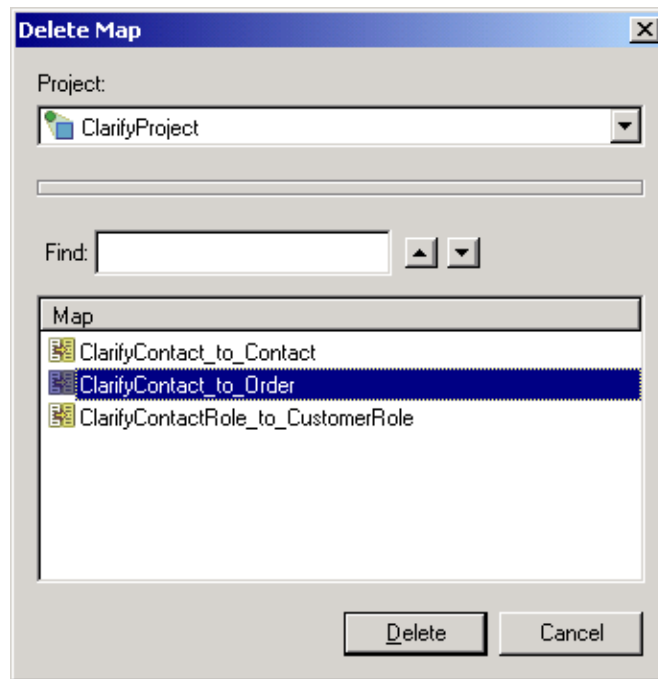 Delete Map
Project:
ClarifyProject
Find:
Map
ClarifyContact_to_Contact
ClarifyContact_to_Order
ClarifyContactRole_to_CustomerRole
Delete Cancel